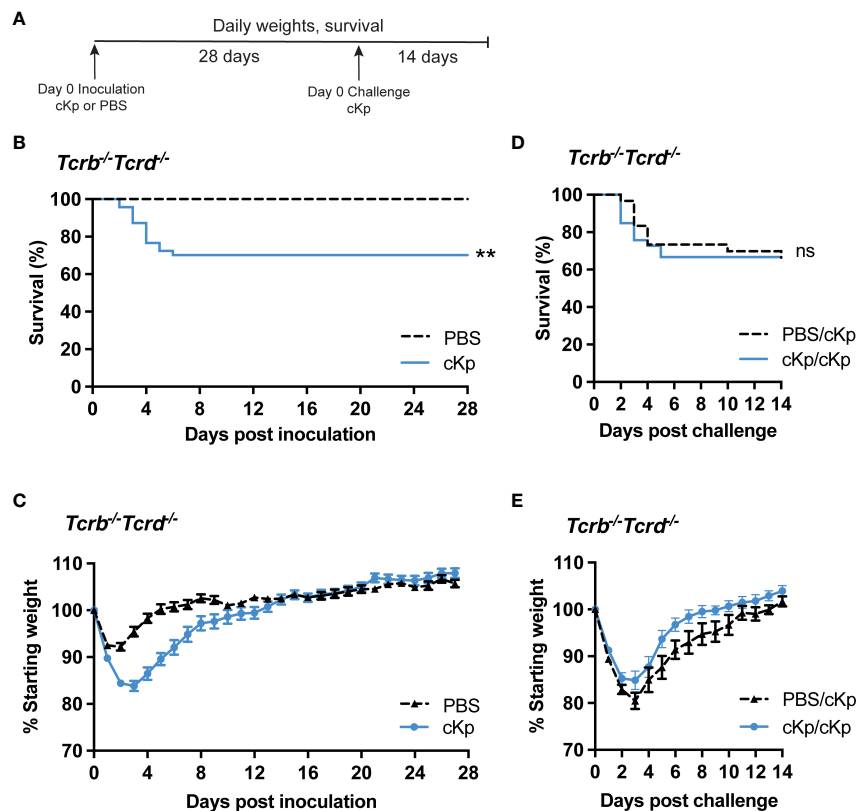 A
Daily weights, survival
28 days
14 days
Day 0 Inoculation
cKp or PBS
Day 0 Challenge
cKp
B
Tcrb-/-Tcrd-/-
Survival (%)
100
80
60
40
20
0
**
PBS
cKp
0 4 8 12 16 20 24 28
Days post inoculation
D
Tcrb-/-Tcrd-/-
Survival (%)
100
80
60
40
20
0
ns
PBS/cKp
cKp/cKp
0 2 4 6 8 10 12 14
Days post challenge
C
Tcrb-/-Tcrd-/-
% Starting weight
110
100
90
80
70
PBS
cKp
0 4 8 12 16 20 24 28
Days post inoculation
E
Tcrb-/-Tcrd-/-
% Starting weight
110
100
90
80
70
PBS/cKp
cKp/cKp
0 2 4 6 8 10 12 14
Days post challenge